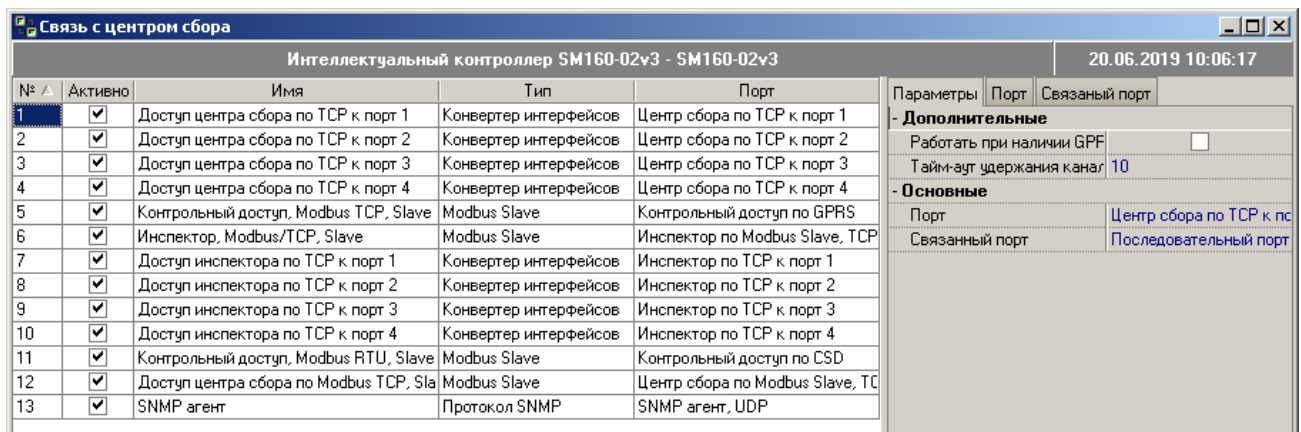 Связь с центром сбора
Интеллектуальный контроллер SM160-02v3 - SM160-02v3 20.06.2019 10:06:17
№ Активно Имя Тип Порт
1 Доступ центра сбора по TCP к порт 1 Конвертер интерфейсов Центр сбора по TCP к порт 1
2 Доступ центра сбора по TCP к порт 2 Конвертер интерфейсов Центр сбора по TCP к порт 2
3 Доступ центра сбора по TCP к порт 3 Конвертер интерфейсов Центр сбора по TCP к порт 3
4 Доступ центра сбора по TCP к порт 4 Конвертер интерфейсов Центр сбора по TCP к порт 4
5 Контрольный доступ, Modbus TCP, Slave Modbus Slave Контрольный доступ по GPRS
6 Инспектор, Modbus/TCP, Slave Modbus Slave Инспектор по Modbus Slave, TCP
7 Доступ инспектора по TCP к порт 1 Конвертер интерфейсов Инспектор по TCP к порт 1
8 Доступ инспектора по TCP к порт 2 Конвертер интерфейсов Инспектор по TCP к порт 2
9 Доступ инспектора по TCP к порт 3 Конвертер интерфейсов Инспектор по TCP к порт 3
10 Доступ инспектора по TCP к порт 4 Конвертер интерфейсов Инспектор по TCP к порт 4
11 Контрольный доступ, Modbus RTU, Slave Modbus Slave Контрольный доступ по CSD
12 Доступ центра сбора по Modbus TCP, Sla Modbus Slave Центр сбора по Modbus Slave, TC
13 SNMP агент Протокол SNMP SNMP агент, UDP
Параметры Порт Связаный порт
- Дополнительные
Работать при наличии GPF
Тайм-аут удержания канал 10
- Основные
Порт Центр сбора по TCP к пс
Связанный порт Последовательный порт